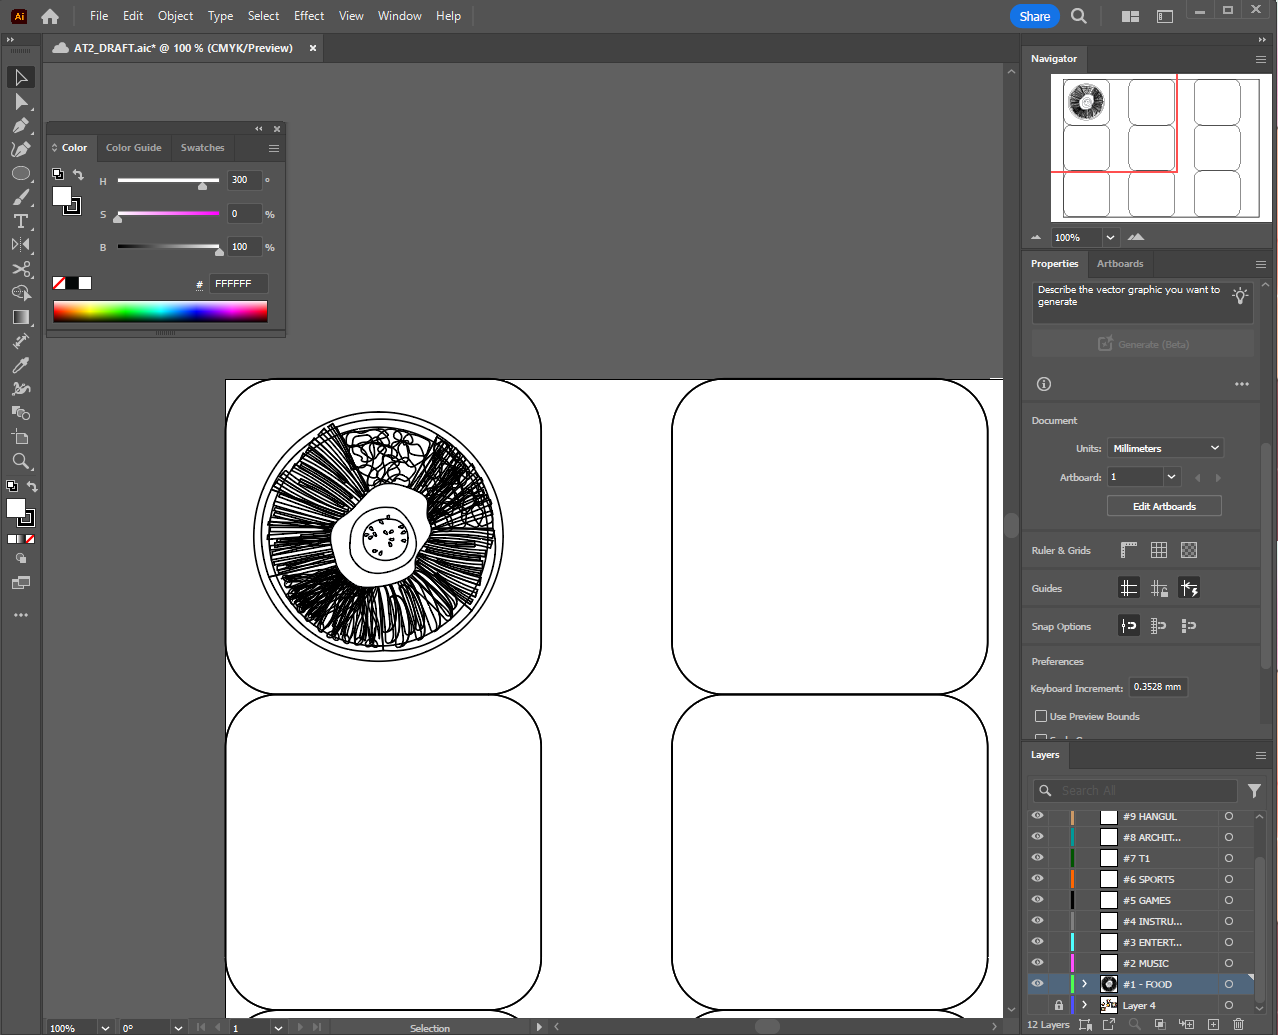 Ai File Edit Object Type Select Effect View Window Help Share
AT2_DRAFT.aic* @ 100 % (CMYK/Preview) ×
Color Color Guide Swatches
H 300 °
S 0 %
B 100 %
# FFFFFF
100% 0° 1 Selection
Navigator
100%
Properties Artboards
Describe the vector graphic you want to
generate
Generate (Beta)
Document
Units: Millimeters
Artboard: 1
Edit Artboards
Ruler & Grids
Guides
Snap Options
Preferences
Keyboard Increment: 0.3528 mm
Use Preview Bounds
Layers
Search All
#9 HANGUL
#8 ARCHIT...
#7 T1
#6 SPORTS
#5 GAMES
#4 INSTRU...
#3 ENTERT...
#2 MUSIC
#1 - FOOD
Layer 4
12 Layers